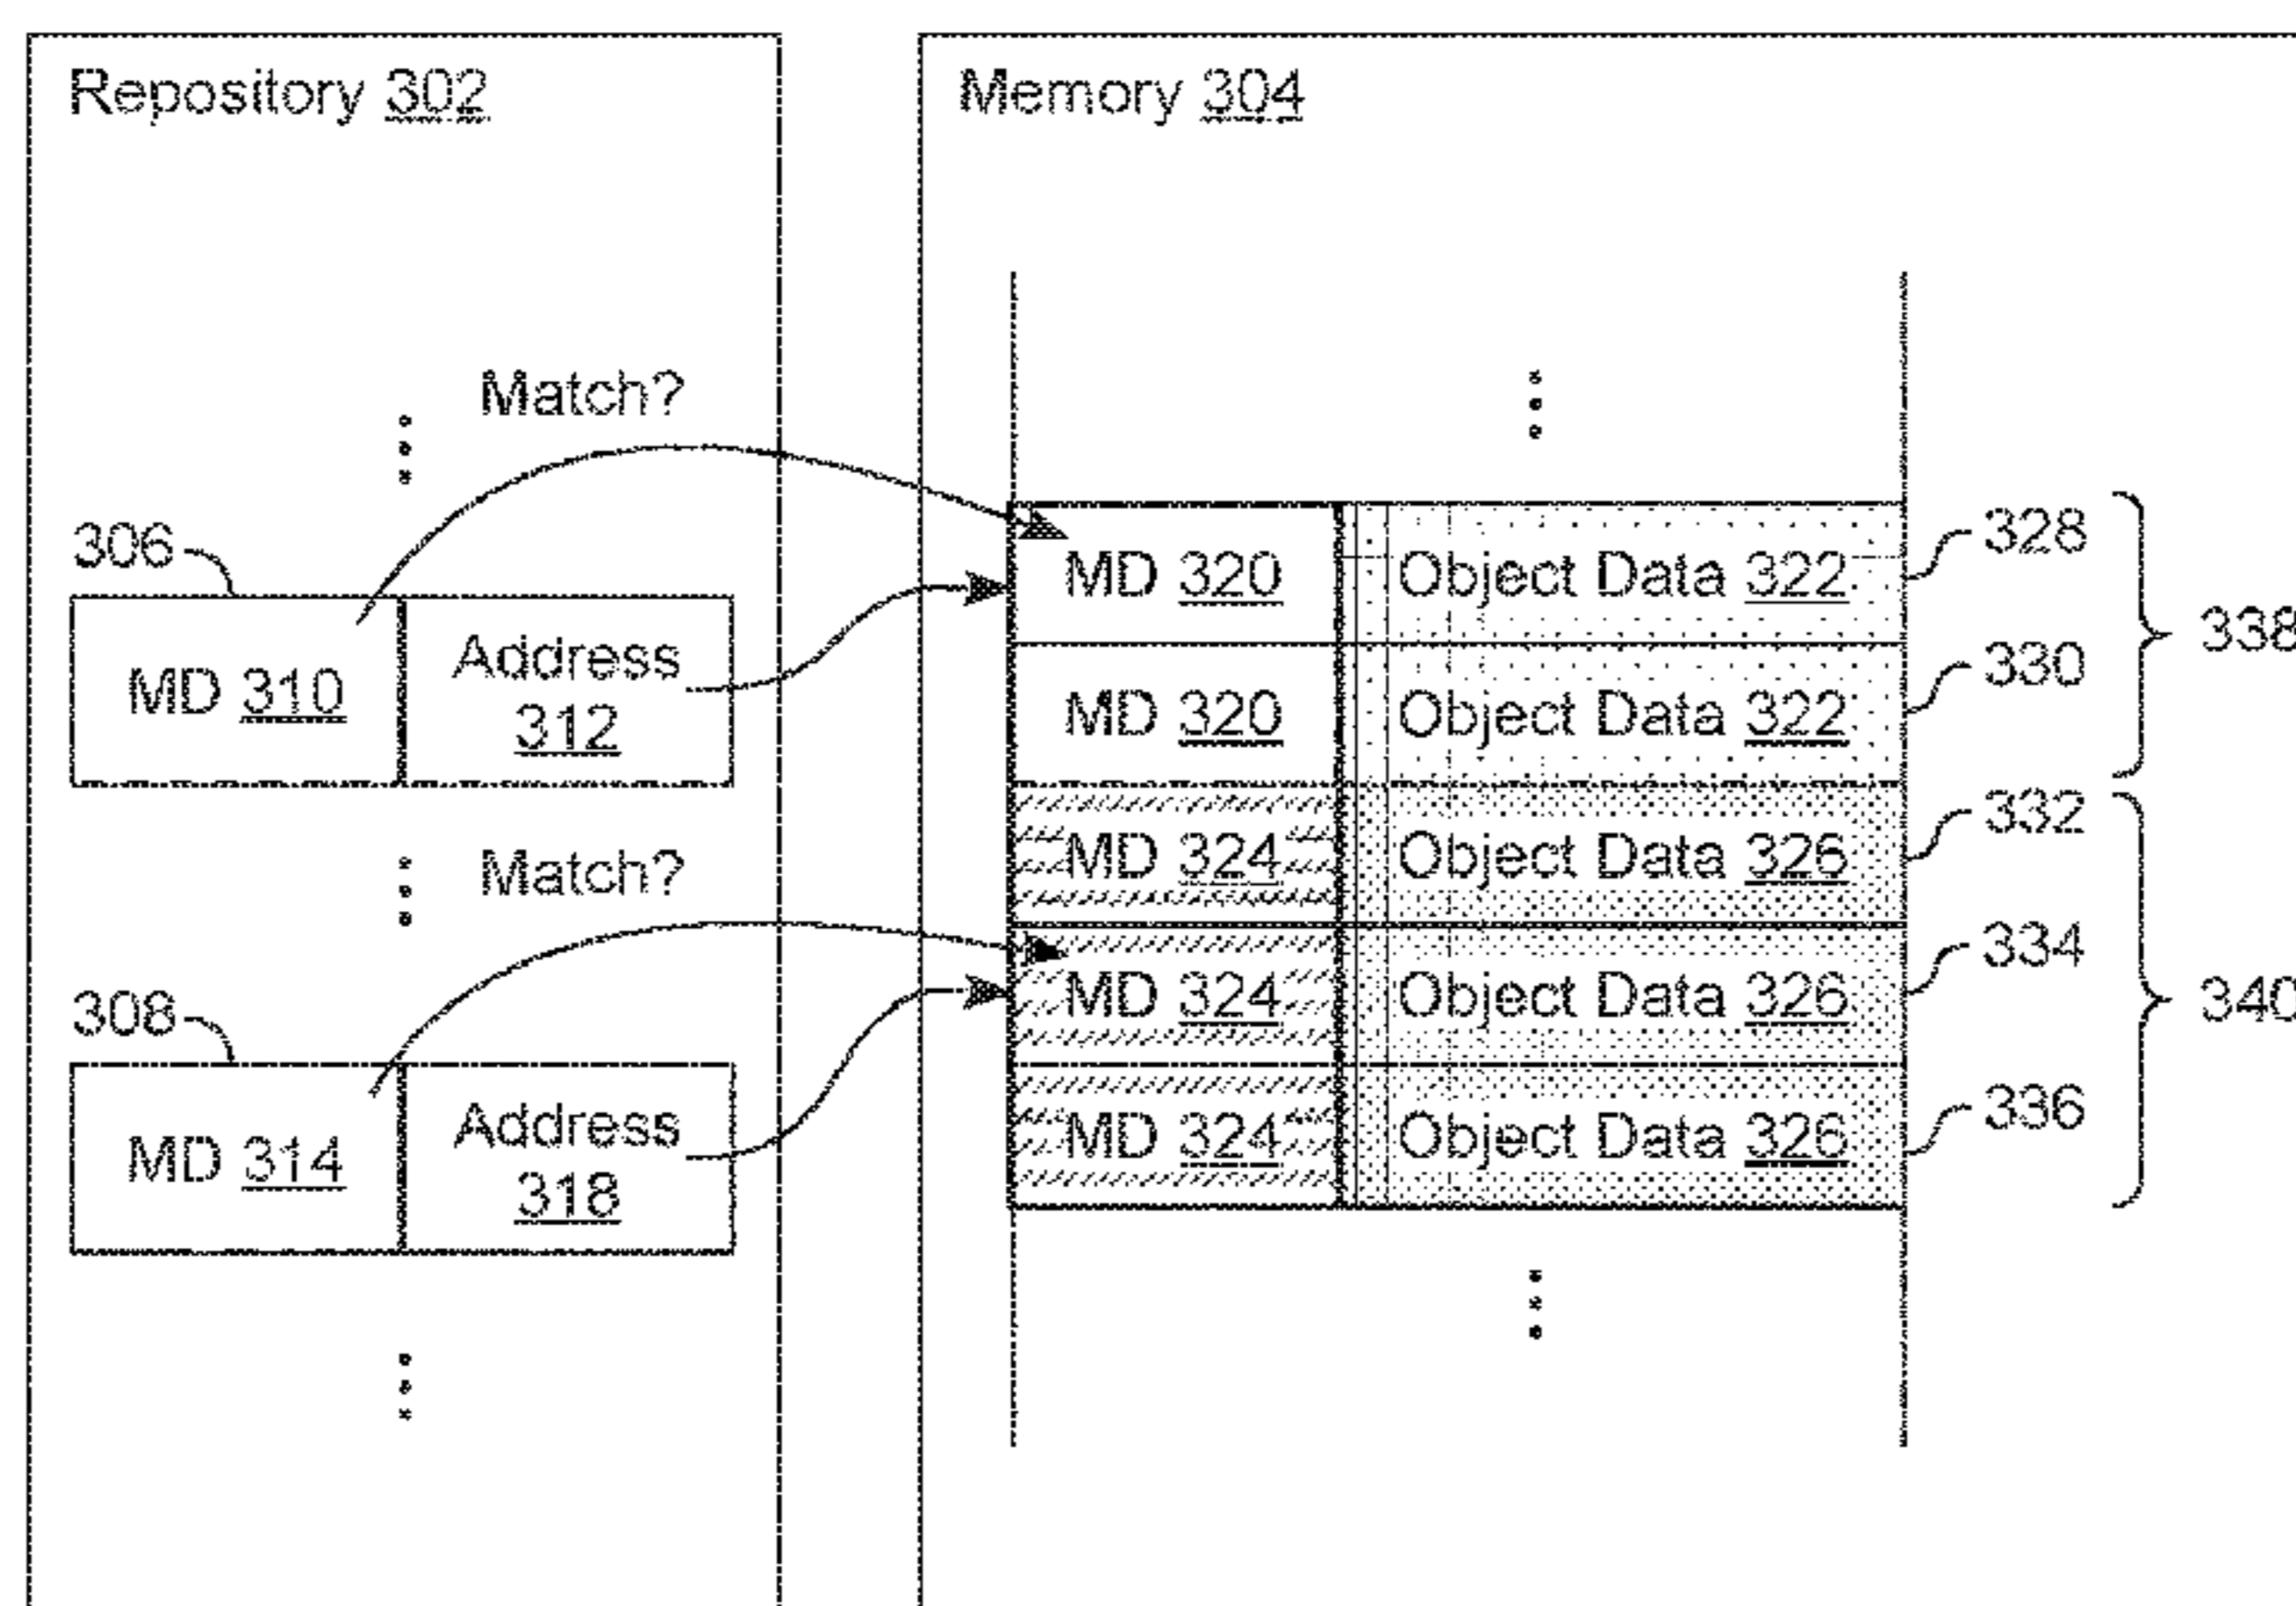 Repository 302
Memory 304
Match?
306
MD 310
Address
312
Match?
308
MD 314
Address
318
MD 320 Object Data 322
328
MD 320 Object Data 322
330
338
MD 324 Object Data 326
332
MD 324 Object Data 326
334
340
MD 324 Object Data 326
336